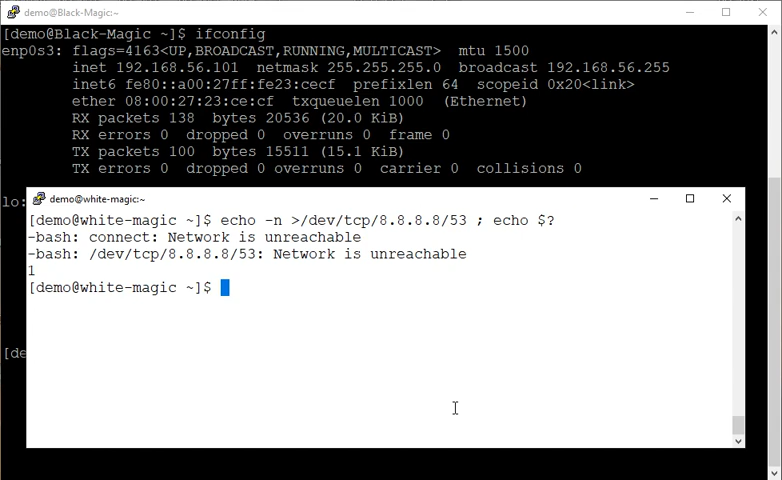 demo@Black-Magic:~
[demo@Black-Magic ~]$ ifconfig
enp0s3: flags=4163<UP,BROADCAST,RUNNING,MULTICAST>  mtu 1500
        inet 192.168.56.101  netmask 255.255.255.0  broadcast 192.168.56.255
        inet6 fe80::a00:27ff:fe23:cecf  prefixlen 64  scopeid 0x20<link>
        ether 08:00:27:23:ce:cf  txqueuelen 1000  (Ethernet)
        RX packets 138  bytes 20536 (20.0 KiB)
        RX errors 0  dropped 0  overruns 0  frame 0
        TX packets 100  bytes 15511 (15.1 KiB)
        TX errors 0  dropped 0 overruns 0  carrier 0  collisions 0
lo:
[de
demo@white-magic:~
[demo@white-magic ~]$ echo -n >/dev/tcp/8.8.8.8/53 ; echo $?
-bash: connect: Network is unreachable
-bash: /dev/tcp/8.8.8.8/53: Network is unreachable
1
[demo@white-magic ~]$